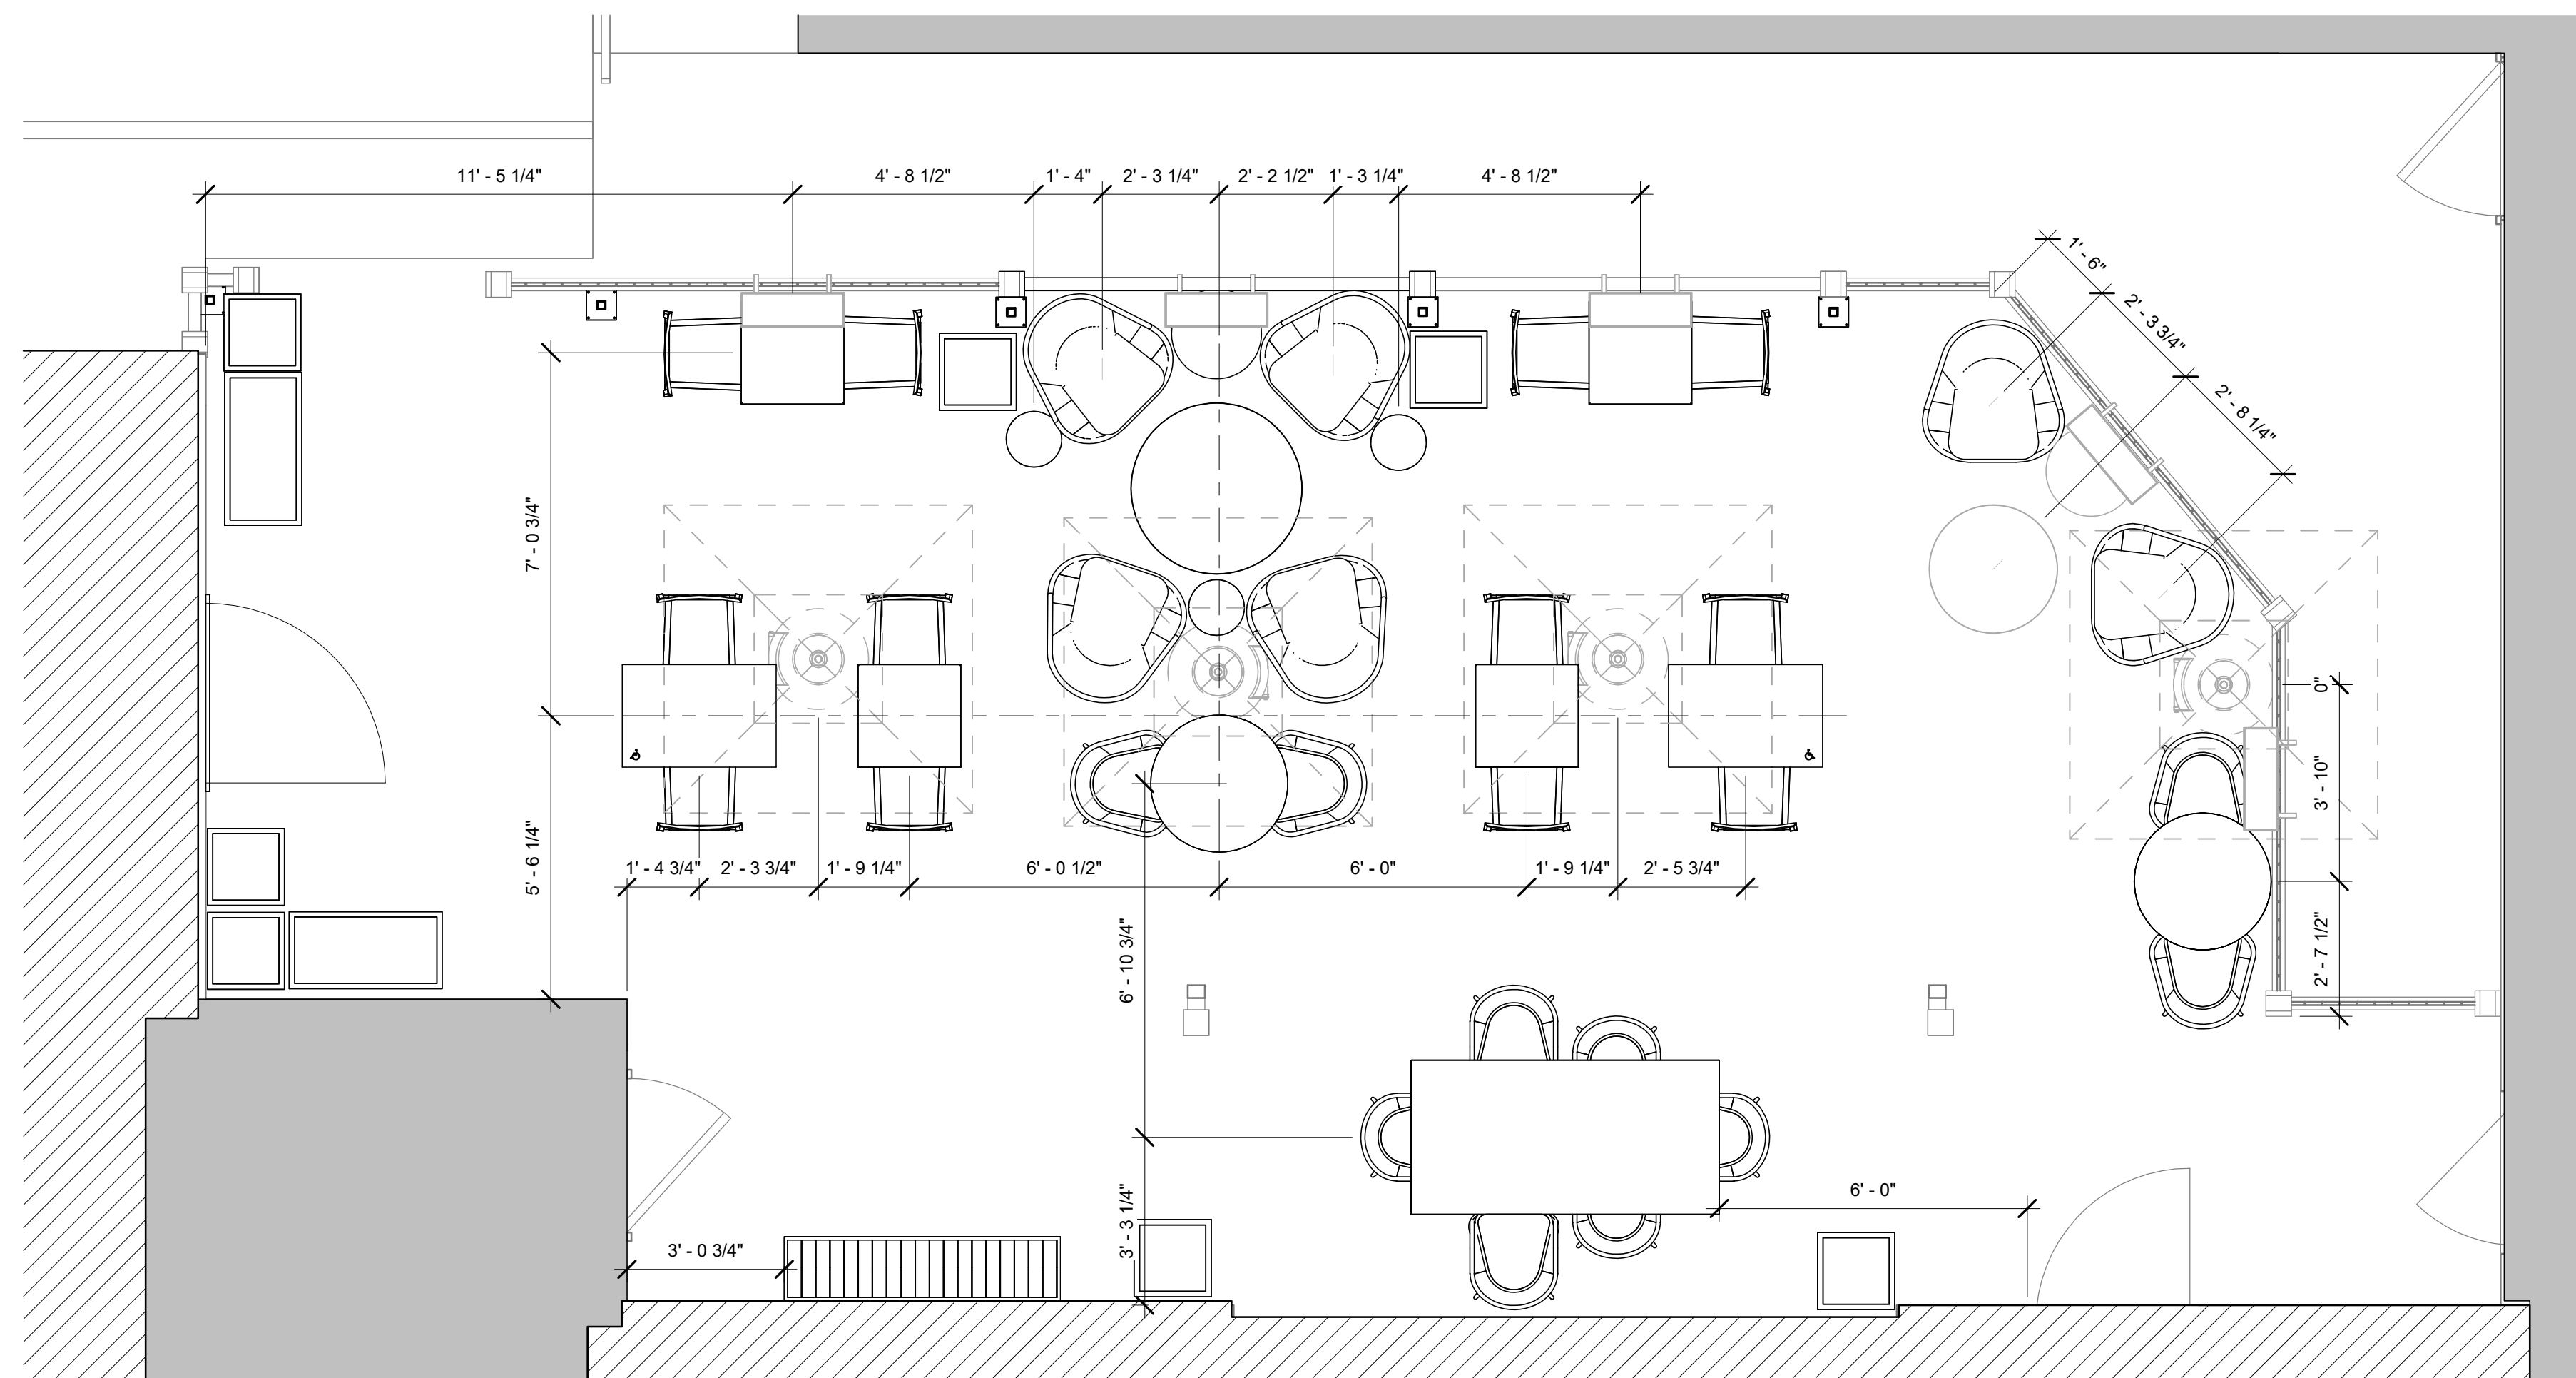 11' - 5 1/4"
4' - 8 1/2"
1' - 4"
2' - 3 1/4"
2' - 2 1/2"
1' - 3 1/4"
4' - 8 1/2"
1' - 6"
2' - 3 3/4"
2' - 8 1/4"
7' - 0 3/4"
5' - 6 1/4"
0"
3' - 10"
2' - 7 1/2"
1' - 4 3/4"
2' - 3 3/4"
1' - 9 1/4"
6' - 0 1/2"
6' - 0"
1' - 9 1/4"
2' - 5 3/4"
6' - 10 3/4"
3' - 3 1/4"
6' - 0"
3' - 0 3/4"